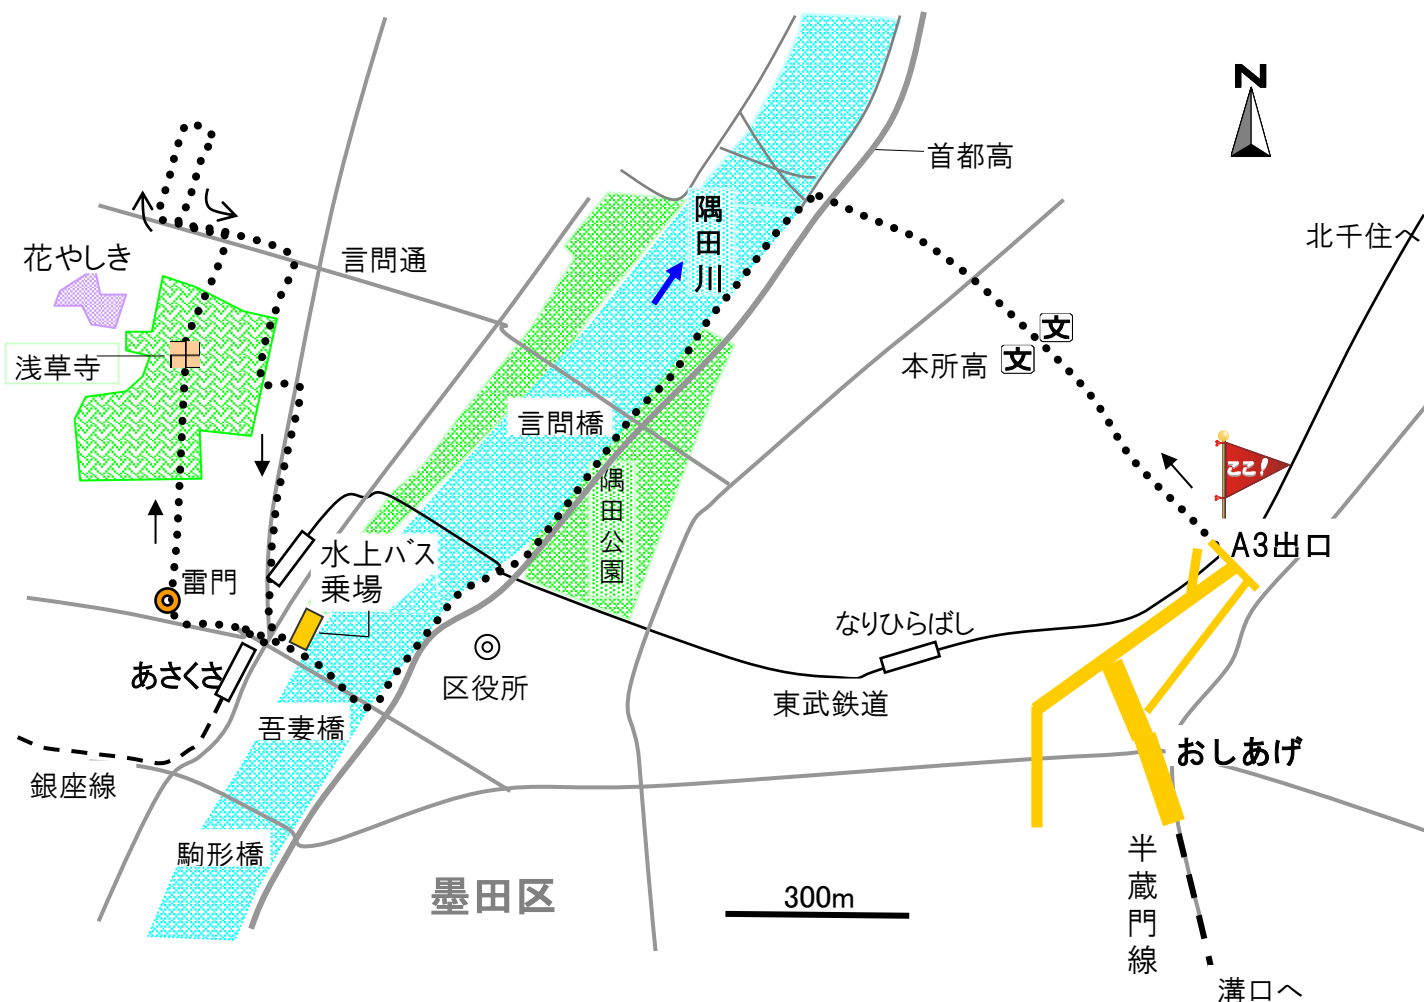 N
首都高
隅田川
北千住へ
花やしき
言問通
浅草寺
文
本所高
文
言問橋
ここ!
隅田公園
A3出口
水上バス
乗場
雷門
なりひらばし
あさくさ
区役所
東武鉄道
吾妻橋
おしあげ
銀座線
駒形橋
半蔵門線
墨田区
300m
溝口へ